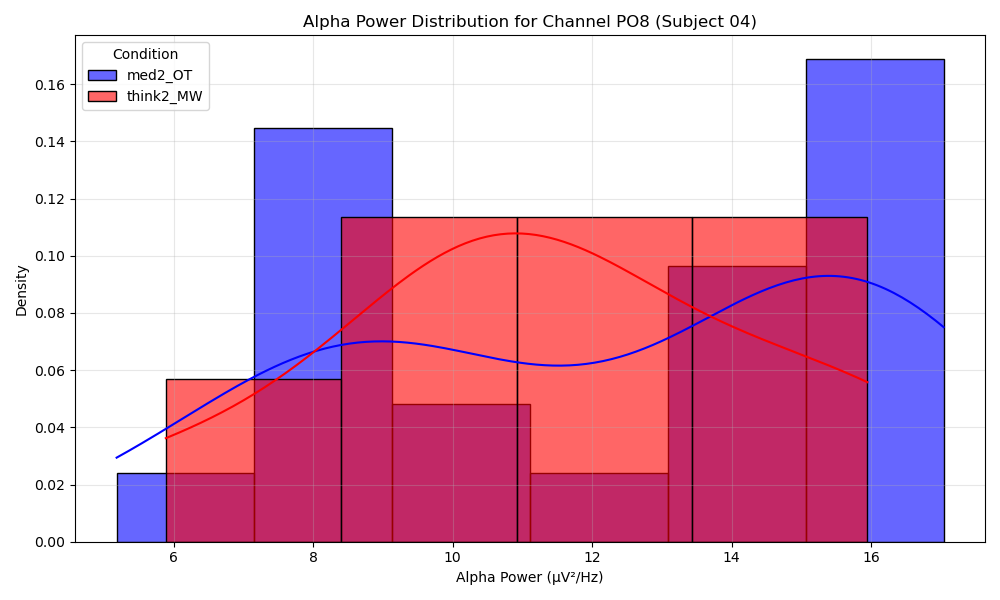 Alpha Power Distribution for Channel PO8 (Subject 04)
Condition
med2_OT
think2_MW
0.16
0.14
0.12
0.10
0.08
0.06
0.04
0.02
0.00
Density
6
8
10
12
14
16
Alpha Power (µV²/Hz)